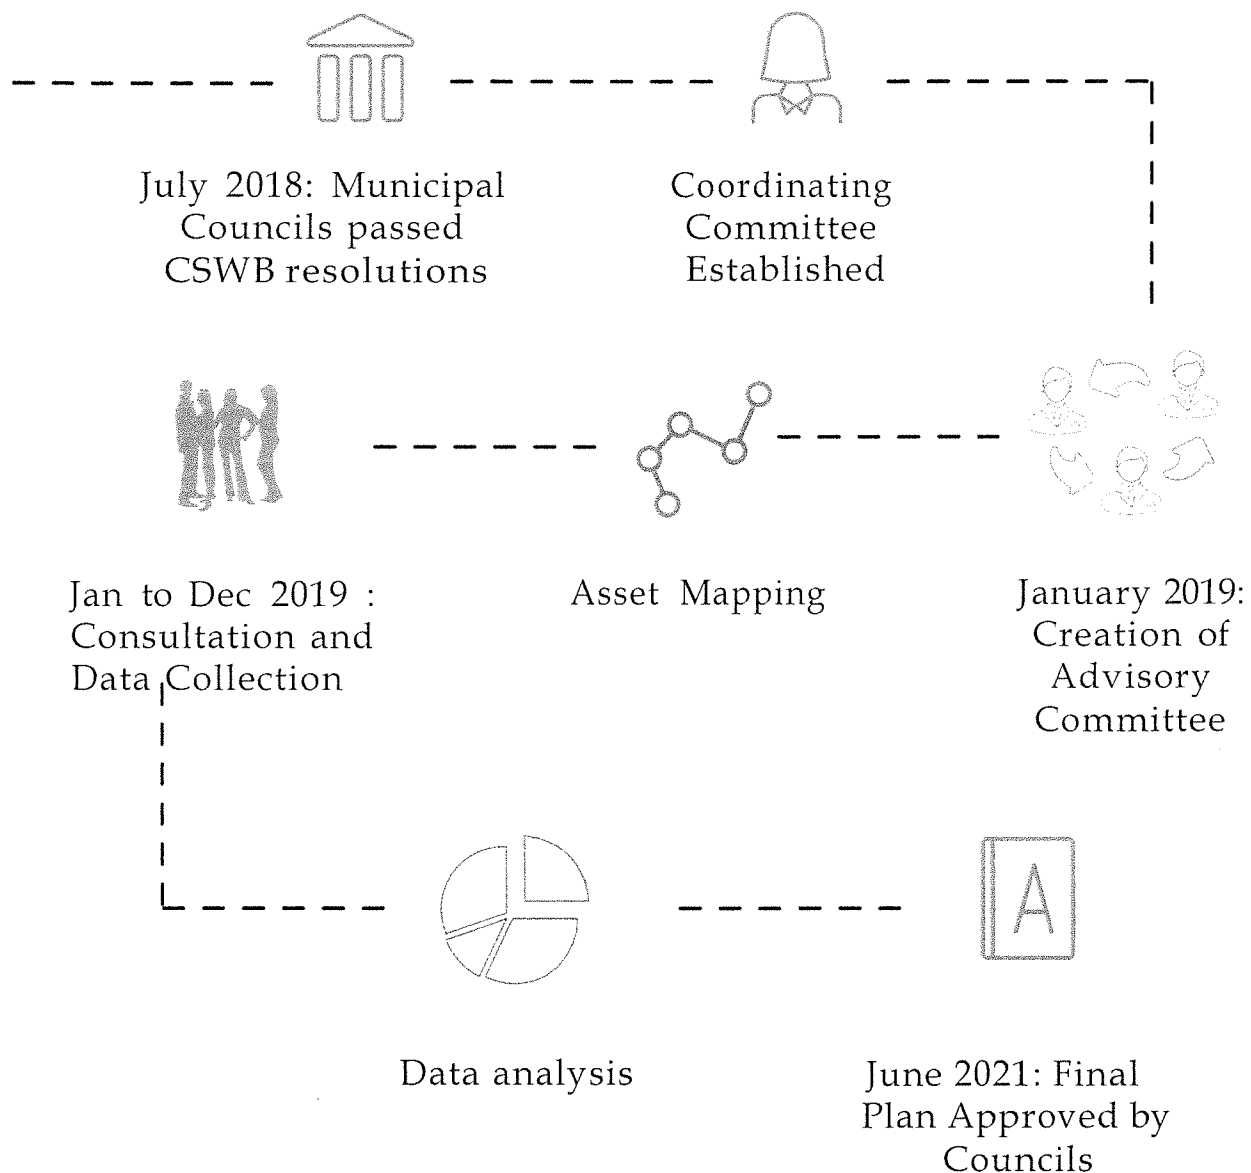 July 2018: Municipal
Councils passed
CSWB resolutions
Coordinating
Committee
Established
Jan to Dec 2019 :
Consultation and
Data Collection
Asset Mapping
January 2019:
Creation of
Advisory
Committee
A
Data analysis
June 2021: Final
Plan Approved by
Councils